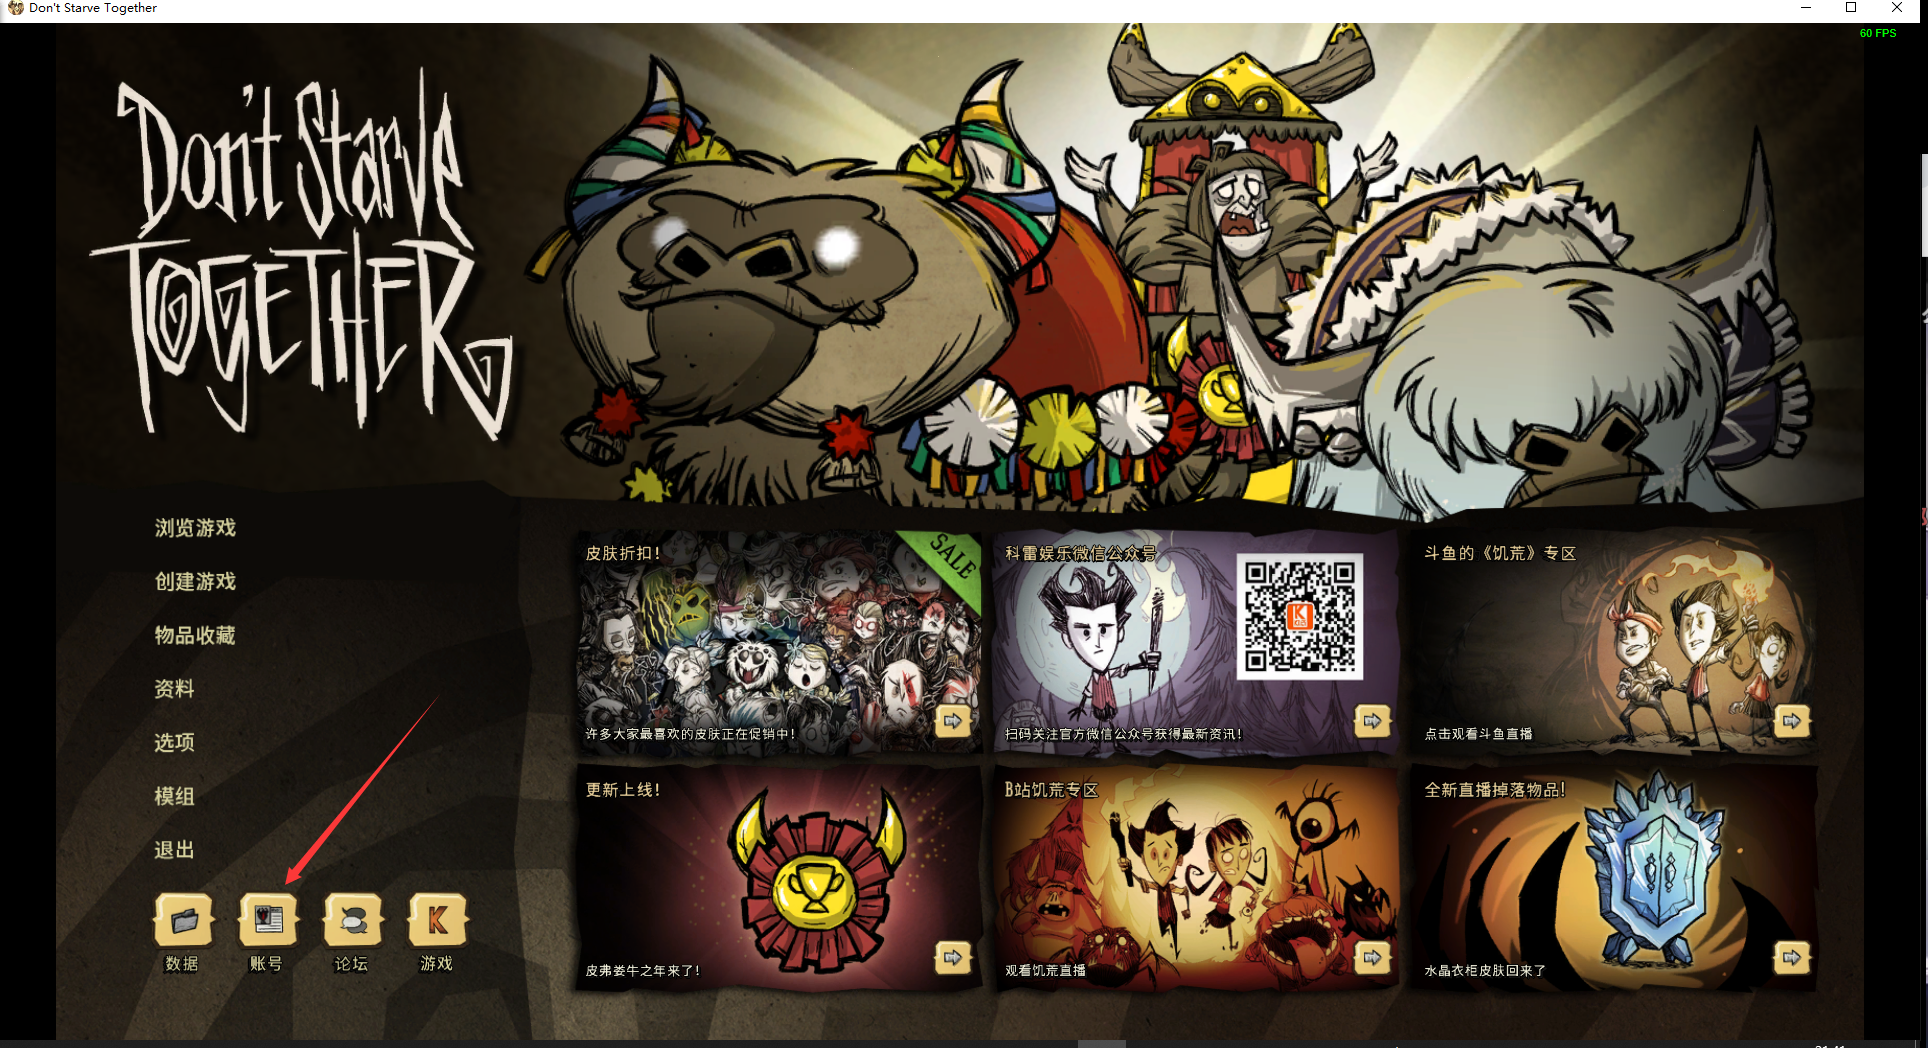 Don't Starve Together
60 FPS
Don't Starve
Together
浏览游戏
创建游戏
物品收藏
资料
选项
模组
退出
数据
账号
论坛
游戏
皮肤折扣!
SALE
许多大家最喜欢的皮肤正在促销中!
科雷娱乐微信公众号
扫码关注官方微信公众号获得最新资讯!
斗鱼的《饥荒》专区
点击观看斗鱼直播
更新上线!
皮弗娄牛之年来了!
B站饥荒专区
观看饥荒直播
全新直播掉落物品!
水晶衣柜皮肤回来了